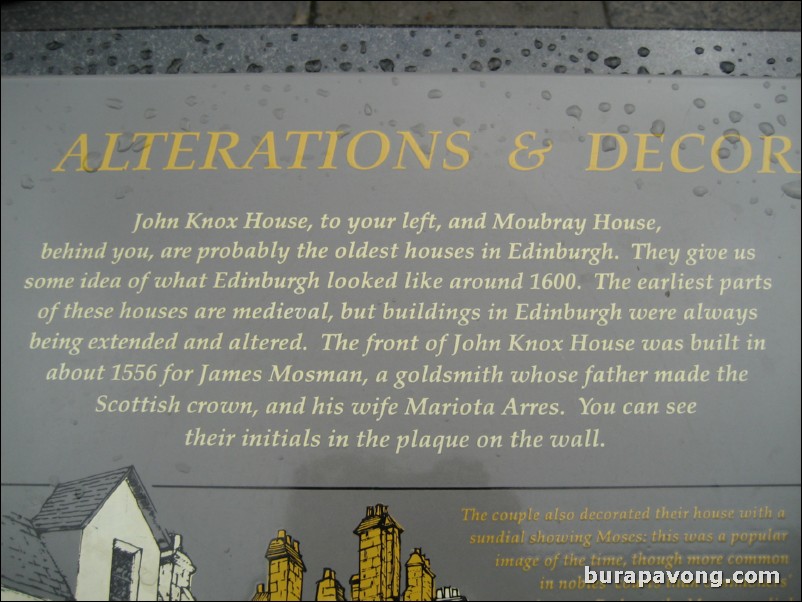 ALTERATIONS & DECOR
John Knox House, to your left, and Moubray House,
behind you, are probably the oldest houses in Edinburgh. They give us
some idea of what Edinburgh looked like around 1600. The earliest parts
of these houses are medieval, but buildings in Edinburgh were always
being extended and altered. The front of John Knox House was built in
about 1556 for James Mosman, a goldsmith whose father made the
Scottish crown, and his wife Mariota Arres. You can see
their initials in the plaque on the wall.
The couple also decorated their house with a
sundial showing Moses; this was a popular
image of the time, though more common
in nobles'
burapavong.com